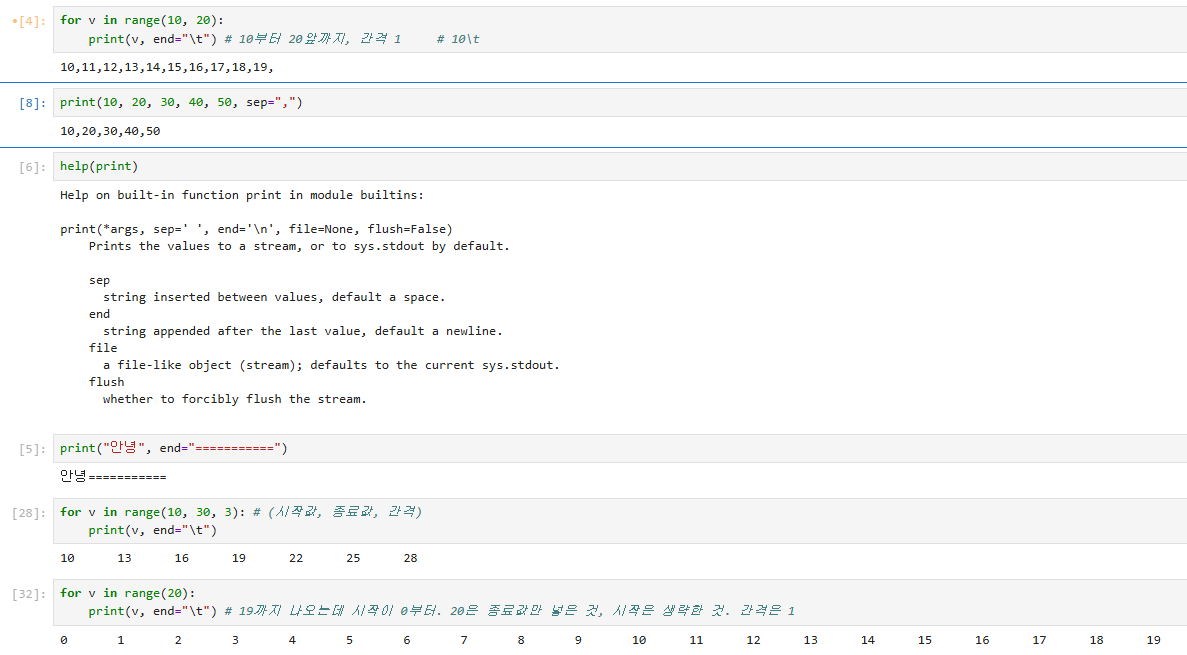 [4]: for v in range(10, 20):
print(v, end="\t") # 10부터 20앞까지, 간격 1 # 10\t
10,11,12,13,14,15,16,17,18,19,
[8]: print(10, 20, 30, 40, 50, sep=",")
10,20,30,40,50
[6]: help(print)
Help on built-in function print in module builtins:
print(*args, sep=' ', end='\n', file=None, flush=False)
Prints the values to a stream, or to sys.stdout by default.
sep
string inserted between values, default a space.
end
string appended after the last value, default a newline.
file
a file-like object (stream); defaults to the current sys.stdout.
flush
whether to forcibly flush the stream.
[5]: print("안녕", end="===========")
안녕===========
[28]: for v in range(10, 30, 3): # (시작값, 종료값, 간격)
print(v, end="\t")
10 13 16 19 22 25 28
[32]: for v in range(20):
print(v, end="\t") # 19까지 나오는데 시작이 0부터. 20은 종료값만 넣은 것, 시작은 생략한 것. 간격은 1
0 1 2 3 4 5 6 7 8 9 10 11 12 13 14 15 16 17 18 19